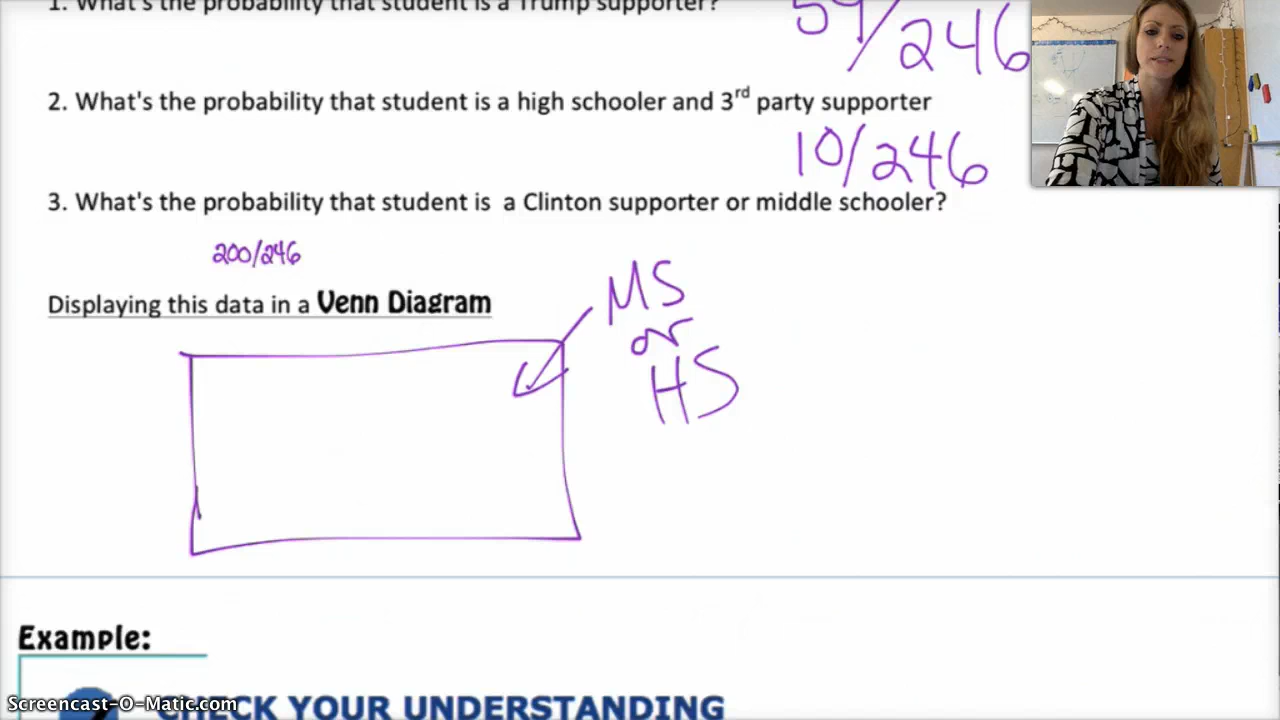 1. What's the probability that student is a Trump supporter?
59/246
2. What's the probability that student is a high schooler and 3rd party supporter
10/246
3. What's the probability that student is a Clinton supporter or middle schooler?
200/246
Displaying this data in a Venn Diagram
MS
or
HS
Example:
CHECK YOUR UNDERSTANDING
Screencast-O-Matic.com